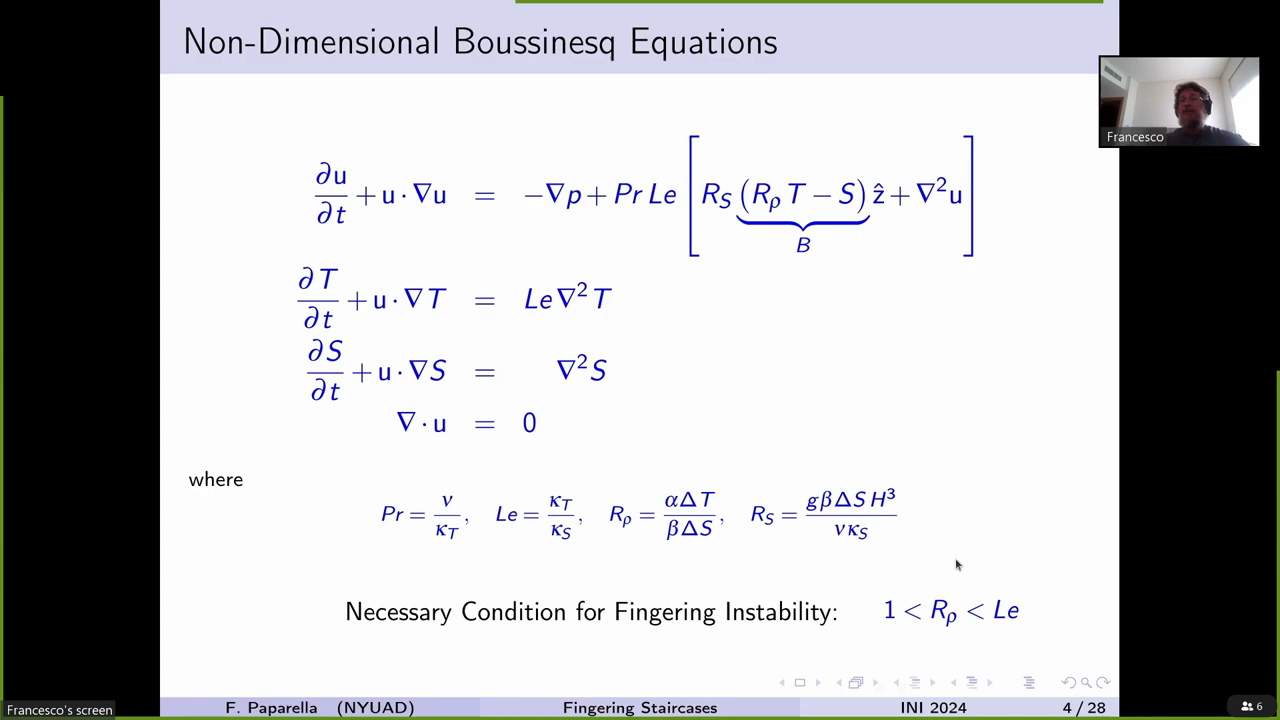 Non-Dimensional Boussinesq Equations
Francesco
∂u/∂t + u · ∇u = −∇p + Pr Le [ R_S (R_ρ T − S) ẑ + ∇²u ]
B
∂T/∂t + u · ∇T = Le ∇² T
∂S/∂t + u · ∇S = ∇² S
∇ · u = 0
where
Pr = ν/κ_T, Le = κ_T/κ_S, R_ρ = αΔT/βΔS, R_S = gβΔS H³/νκ_S
Necessary Condition for Fingering Instability: 1 < R_ρ < Le
Francesco's screen
F. Paparella (NYUAD) Fingering Staircases INI 2024 4 / 28
6